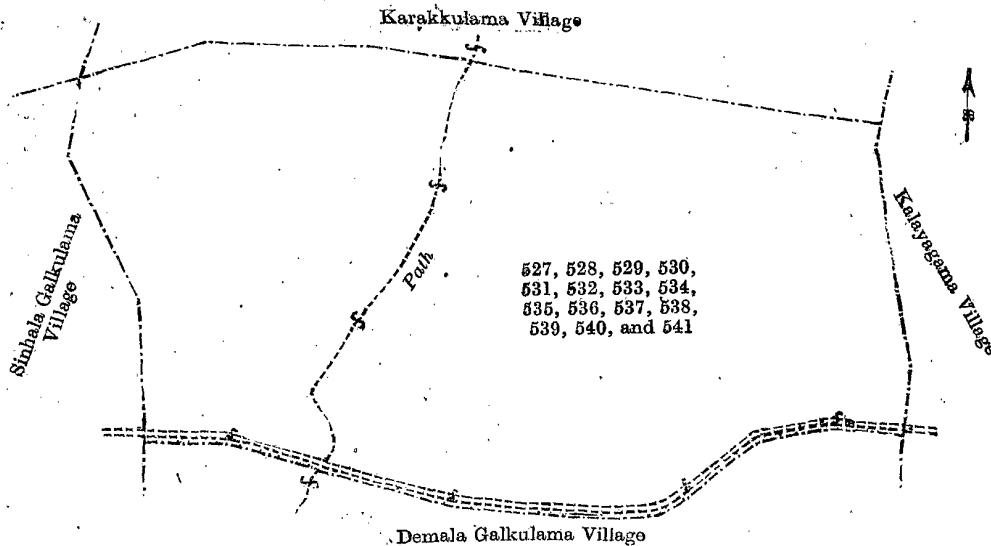 Karakkulama Village
Sinhala Galkulama
Village
Path
527, 528, 529, 530,
531, 532, 533, 534,
535, 536, 537, 538,
539, 540, and 541
Kalayagama Village
Demala Galkulama Village